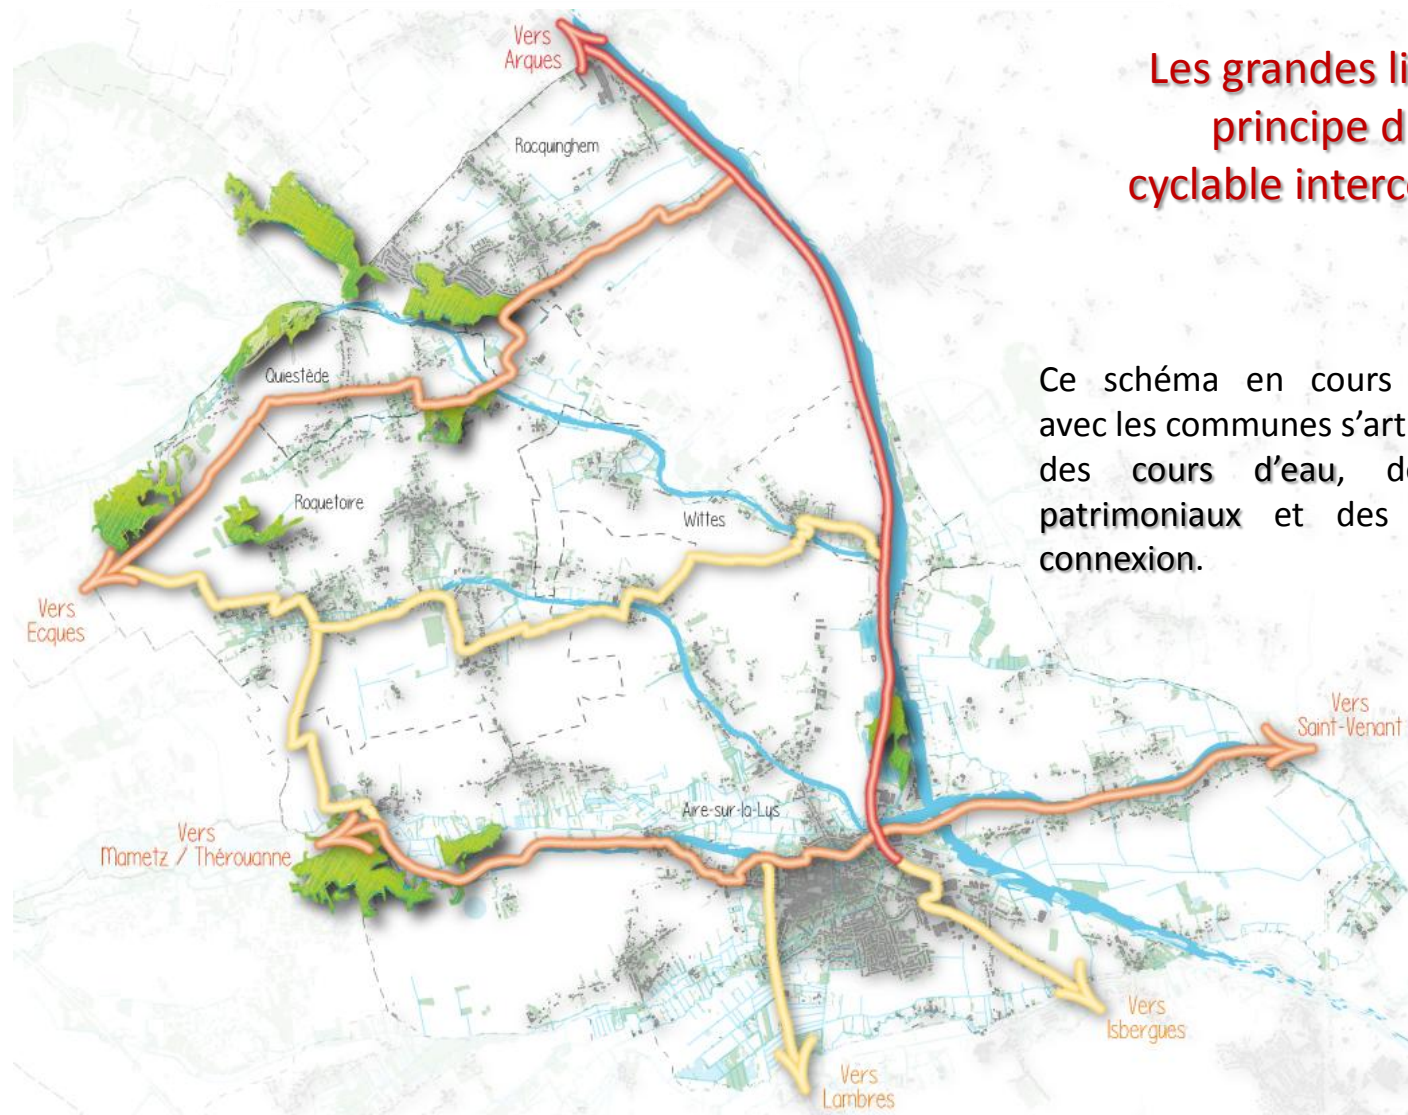 Vers
Arques
Les grandes li
principe d
cyclable interc
Racquinghem
Quiestède
Ce schéma en cours
avec les communes s’art
des cours d’eau, d
patrimoniaux et des
connexion.
Roquetoire
Wittes
Vers
Ecques
Vers
Saint-Venant
Aire-sur-la-Lys
Vers
Mametz / Thérouanne
Vers
Isbergues
Vers
Lambres